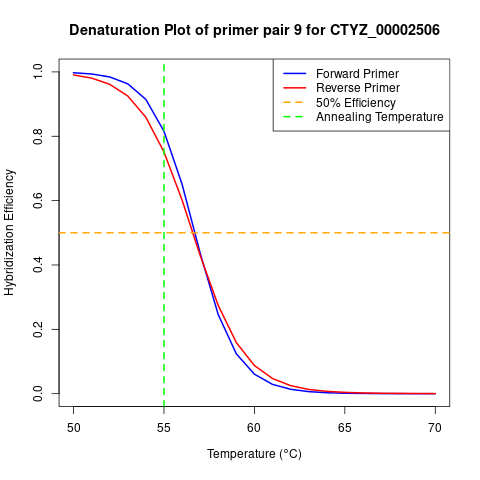 Denaturation Plot of primer pair 9 for CTYZ_00002506
Forward Primer
Reverse Primer
50% Efficiency
Annealing Temperature
Hybridization Efficiency
1.0
0.8
0.6
0.4
0.2
0.0
50 55 60 65 70
Temperature (°C)